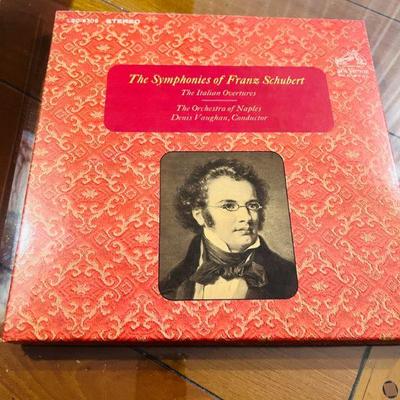 STEREO
The Symphonies of Franz Schubert
The Italian Overtures
The Orchestra of Naples
Denis Vaughan, Conductor